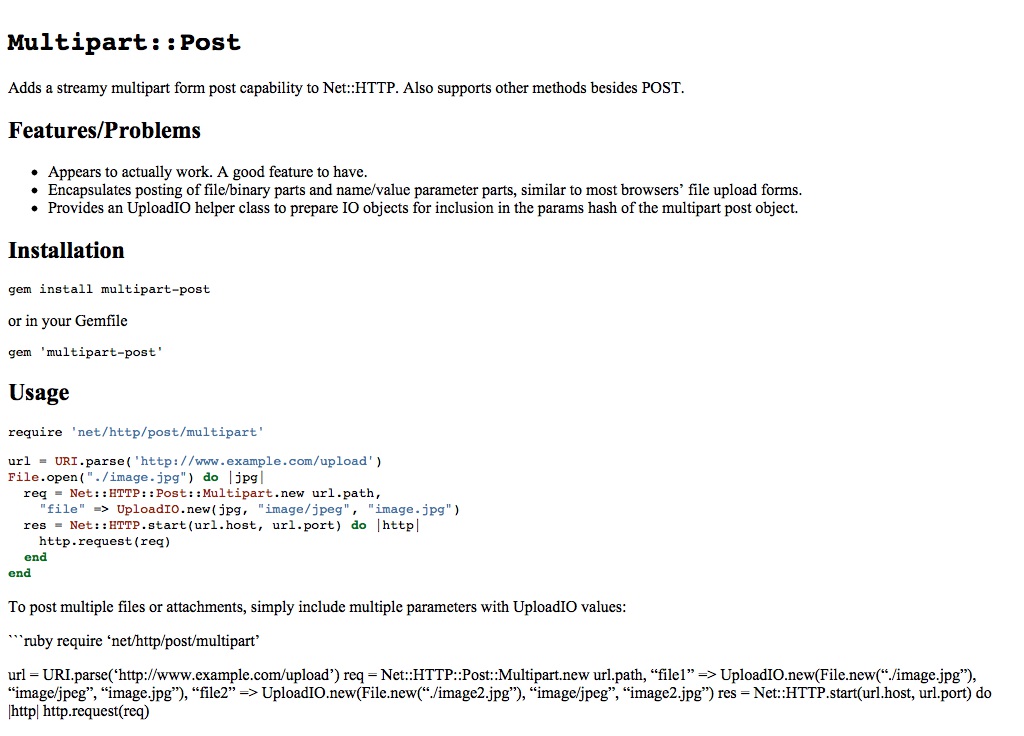 Multipart::Post
Adds a streamy multipart form post capability to Net::HTTP. Also supports other methods besides POST.
Features/Problems
• Appears to actually work. A good feature to have.
• Encapsulates posting of file/binary parts and name/value parameter parts, similar to most browsers’ file upload forms.
• Provides an UploadIO helper class to prepare IO objects for inclusion in the params hash of the multipart post object.
Installation
gem install multipart-post
or in your Gemfile
gem 'multipart-post'
Usage
require 'net/http/post/multipart'
url = URI.parse('http://www.example.com/upload')
File.open("./image.jpg") do |jpg|
  req = Net::HTTP::Post::Multipart.new url.path,
    "file" => UploadIO.new(jpg, "image/jpeg", "image.jpg")
  res = Net::HTTP.start(url.host, url.port) do |http|
    http.request(req)
  end
end
To post multiple files or attachments, simply include multiple parameters with UploadIO values:
```ruby require ‘net/http/post/multipart’
url = URI.parse(‘http://www.example.com/upload’) req = Net::HTTP::Post::Multipart.new url.path, “file1” => UploadIO.new(File.new(“./image.jpg”),
“image/jpeg”, “image.jpg”), “file2” => UploadIO.new(File.new(“./image2.jpg”), “image/jpeg”, “image2.jpg”) res = Net::HTTP.start(url.host, url.port) do
|http| http.request(req)